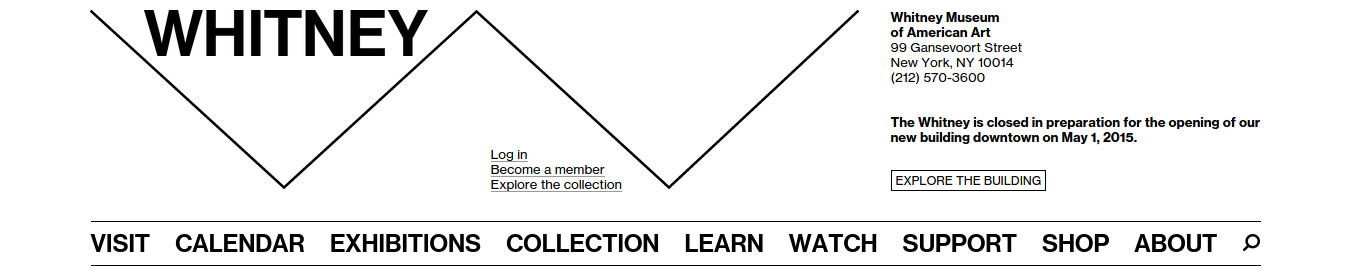 WHITNEY
Whitney Museum
of American Art
99 Gansevoort Street
New York, NY 10014
(212) 570-3600
The Whitney is closed in preparation for the opening of our
new building downtown on May 1, 2015.
Log in
Become a member
Explore the collection
EXPLORE THE BUILDING
VISIT CALENDAR EXHIBITIONS COLLECTION LEARN WATCH SUPPORT SHOP ABOUT